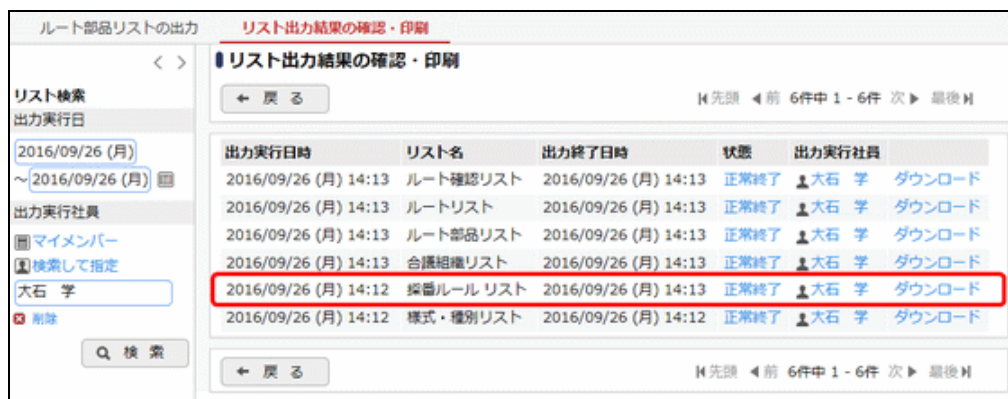 ルート部品リストの出力 リスト出力結果の確認・印刷
リスト検索
出力実行日
2016/09/26 (月)
～2016/09/26 (月)
出力実行社員
マイメンバー
検索して指定
大石 学
削除
検 索
リスト出力結果の確認・印刷
戻 る 先頭 前 6件中 1 - 6件 次 最後
出力実行日時 リスト名 出力終了日時 状態 出力実行社員
2016/09/26 (月) 14:13 ルート確認リスト 2016/09/26 (月) 14:13 正常終了 大石 学 ダウンロード
2016/09/26 (月) 14:13 ルートリスト 2016/09/26 (月) 14:13 正常終了 大石 学 ダウンロード
2016/09/26 (月) 14:13 ルート部品リスト 2016/09/26 (月) 14:13 正常終了 大石 学 ダウンロード
2016/09/26 (月) 14:13 合議組織リスト 2016/09/26 (月) 14:13 正常終了 大石 学 ダウンロード
2016/09/26 (月) 14:12 採番ルール リスト 2016/09/26 (月) 14:13 正常終了 大石 学 ダウンロード
2016/09/26 (月) 14:12 様式・種別リスト 2016/09/26 (月) 14:12 正常終了 大石 学 ダウンロード
戻 る 先頭 前 6件中 1 - 6件 次 最後